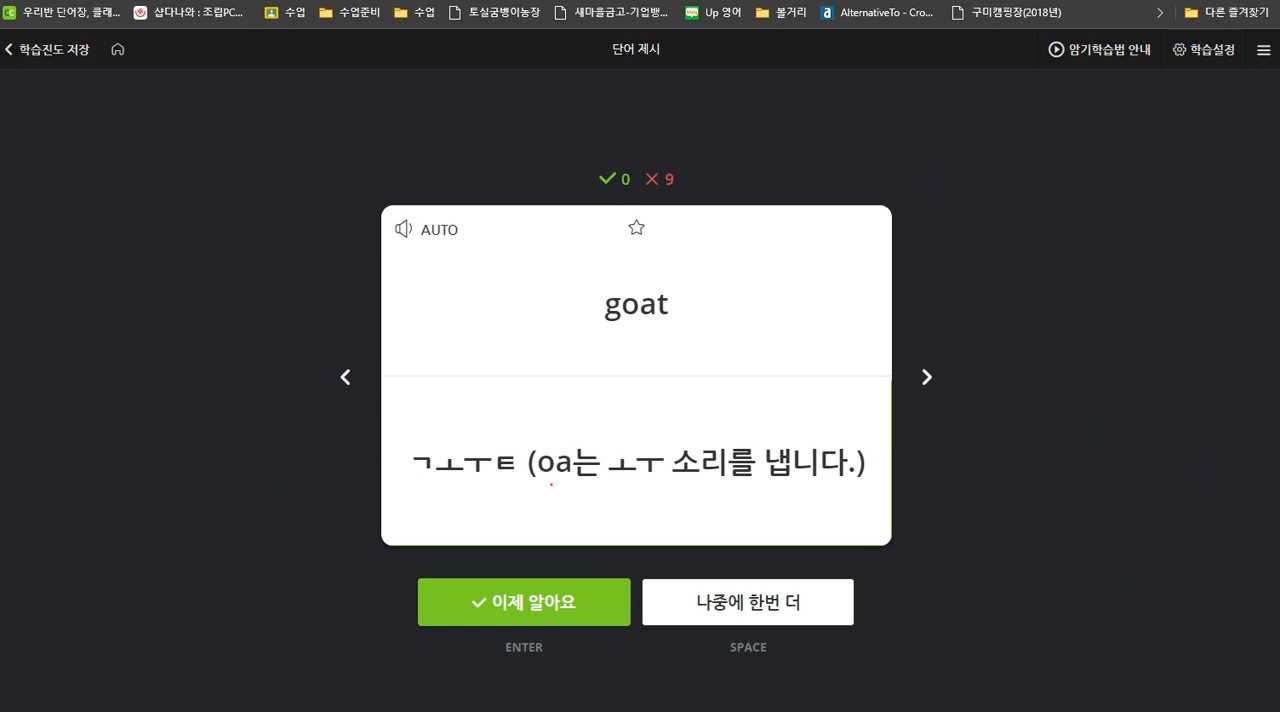 우리반 단어장, 클래... 샵다나와 : 조립PC... 수업 수업준비 수업 토실굼벵이농장 새마을금고-기업뱅... Up 영어 볼거리 AlternativeTo - Cro... 구미캠핑장(2018년) 다른 즐겨찾기
학습진도 저장 단어 제시 암기학습법 안내 학습설정
0 9
AUTO
goat
ㄱㅗㅜㅌ (oa는 ㅗㅜ 소리를 냅니다.)
이제 알아요 나중에 한번 더
ENTER SPACE